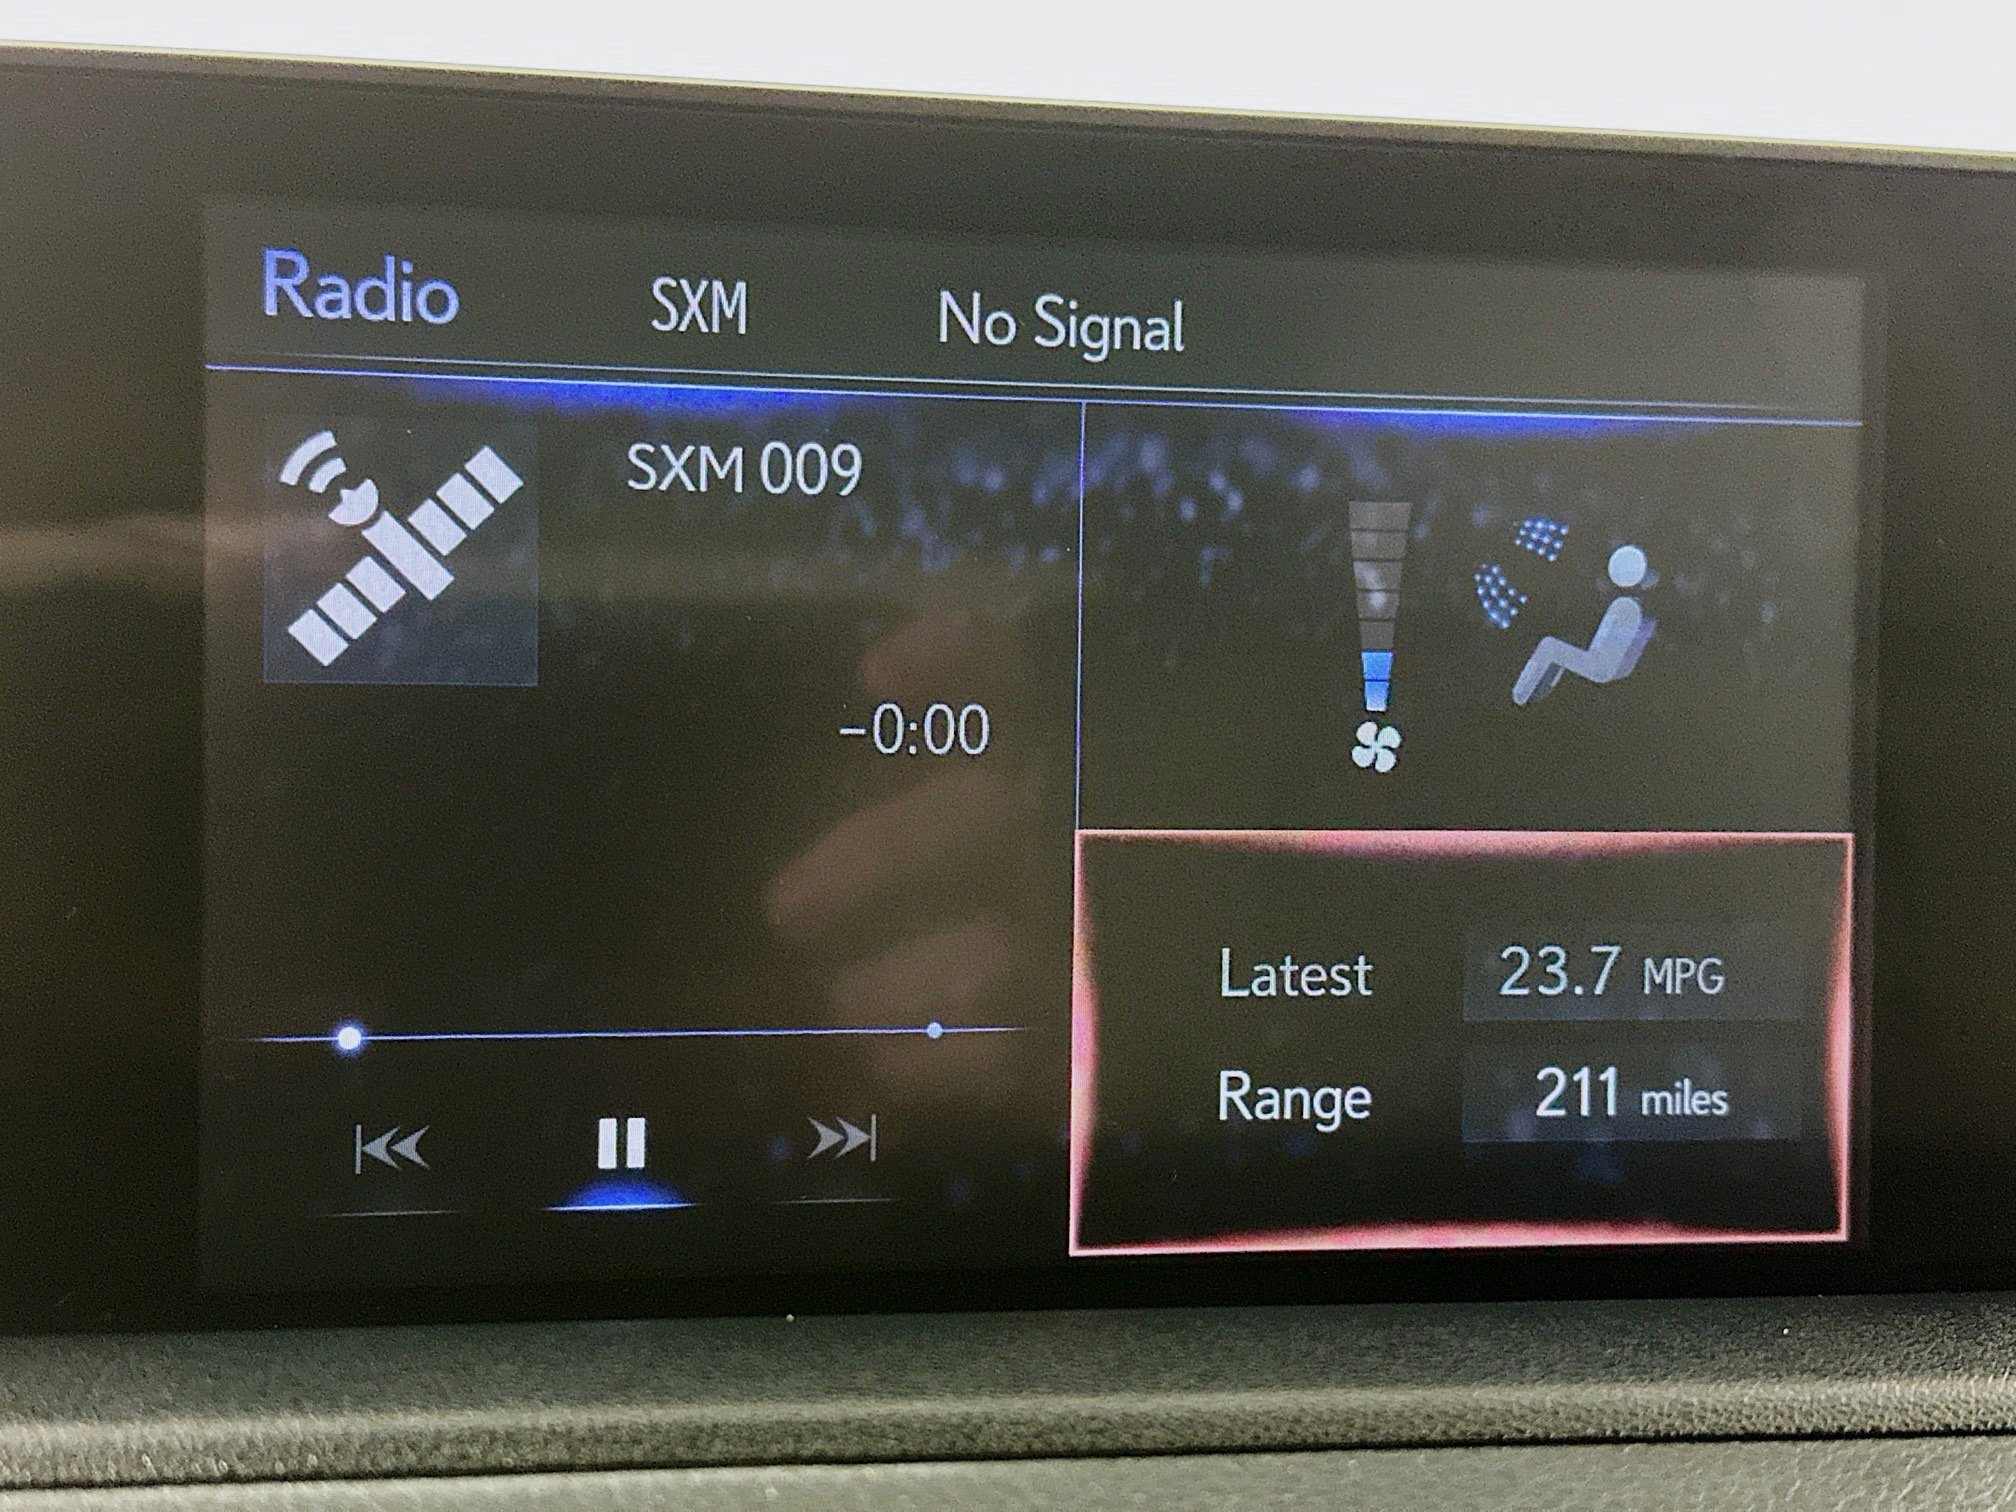 Radio SXM No Signal
SXM 009
-0:00
Latest 23.7 MPG
Range 211 miles